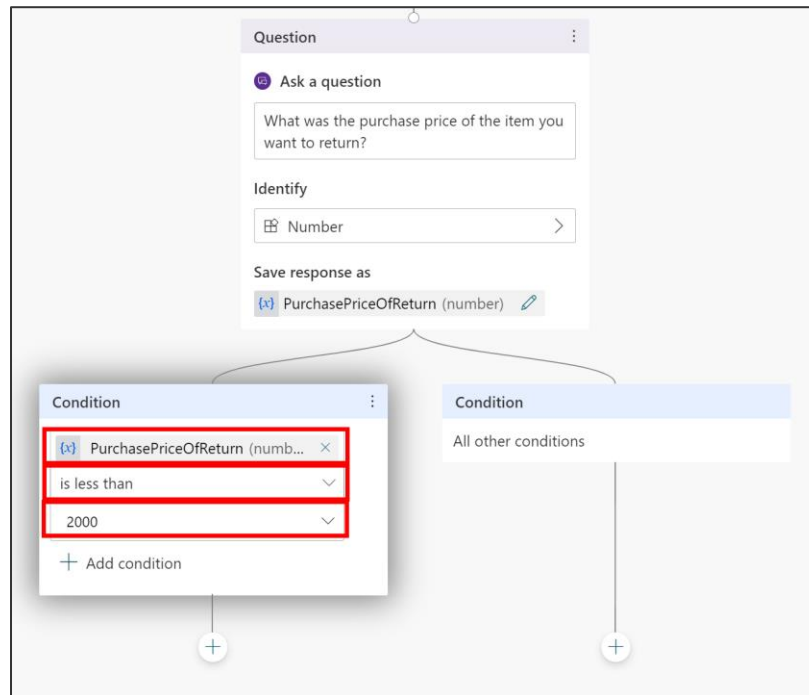 Question
Ask a question
What was the purchase price of the item you
want to return?
Identify
Number
Save response as
{x} PurchasePriceOfReturn (number)
Condition
{x} PurchasePriceOfReturn (numb...
is less than
2000
+ Add condition
Condition
All other conditions